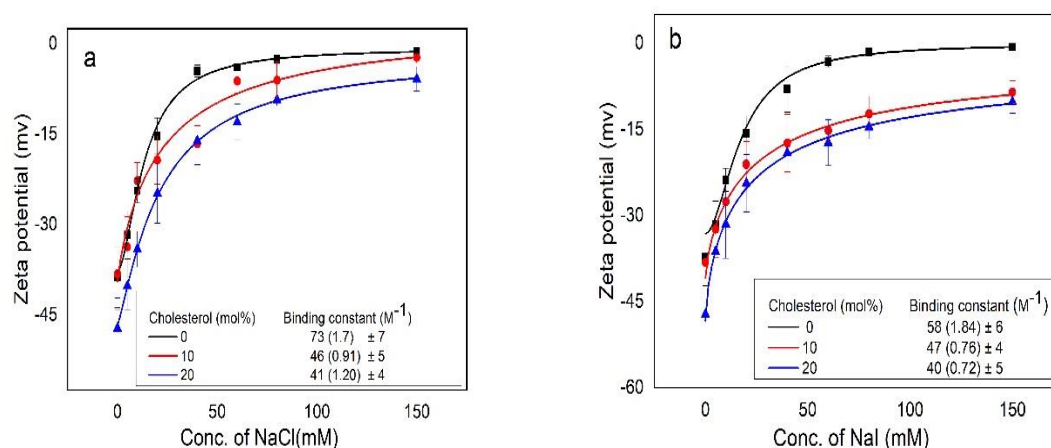 a
0
-15
-30
-45
Zeta potential (mv)
Cholesterol (mol%) Binding constant (M-1)
0 73 (1.7) ± 7
10 46 (0.91) ± 5
20 41 (1.20) ± 4
0 50 100 150
Conc. of NaCl(mM)
b
0
-15
-30
-45
-60
Zeta potential (mv)
Cholesterol (mol%) Binding constant (M-1)
0 58 (1.84) ± 6
10 47 (0.76) ± 4
20 40 (0.72) ± 5
0 50 100 150
Conc. of NaI (mM)